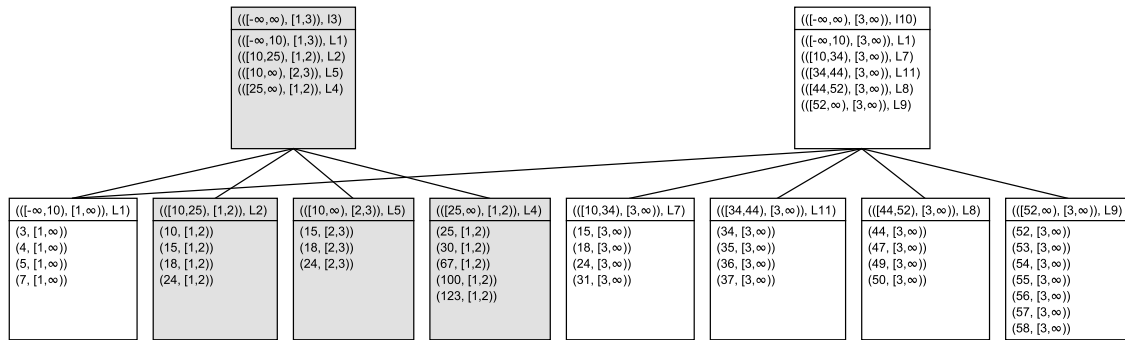 (([-∞,∞), [1,3)), I3)
(([-∞,10), [1,3)), L1)
(([10,25), [1,2)), L2)
(([10,∞), [2,3)), L5)
(([25,∞), [1,2)), L4)
(([-∞,∞), [3,∞)), I10)
(([-∞,10), [3,∞)), L1)
(([10,34), [3,∞)), L7)
(([34,44), [3,∞)), L11)
(([44,52), [3,∞)), L8)
(([52,∞), [3,∞)), L9)
(([-∞,10), [1,∞)), L1)
(3, [1,∞))
(4, [1,∞))
(5, [1,∞))
(7, [1,∞))
(([10,25), [1,2)), L2)
(10, [1,2))
(15, [1,2))
(18, [1,2))
(24, [1,2))
(([10,∞), [2,3)), L5)
(15, [2,3))
(18, [2,3))
(24, [2,3))
(([25,∞), [1,2)), L4)
(25, [1,2))
(30, [1,2))
(67, [1,2))
(100, [1,2))
(123, [1,2))
(([10,34), [3,∞)), L7)
(15, [3,∞))
(18, [3,∞))
(24, [3,∞))
(31, [3,∞))
(([34,44), [3,∞)), L11)
(34, [3,∞))
(35, [3,∞))
(36, [3,∞))
(37, [3,∞))
(([44,52), [3,∞)), L8)
(44, [3,∞))
(47, [3,∞))
(49, [3,∞))
(50, [3,∞))
(([52,∞), [3,∞)), L9)
(52, [3,∞))
(53, [3,∞))
(54, [3,∞))
(55, [3,∞))
(56, [3,∞))
(57, [3,∞))
(58, [3,∞))